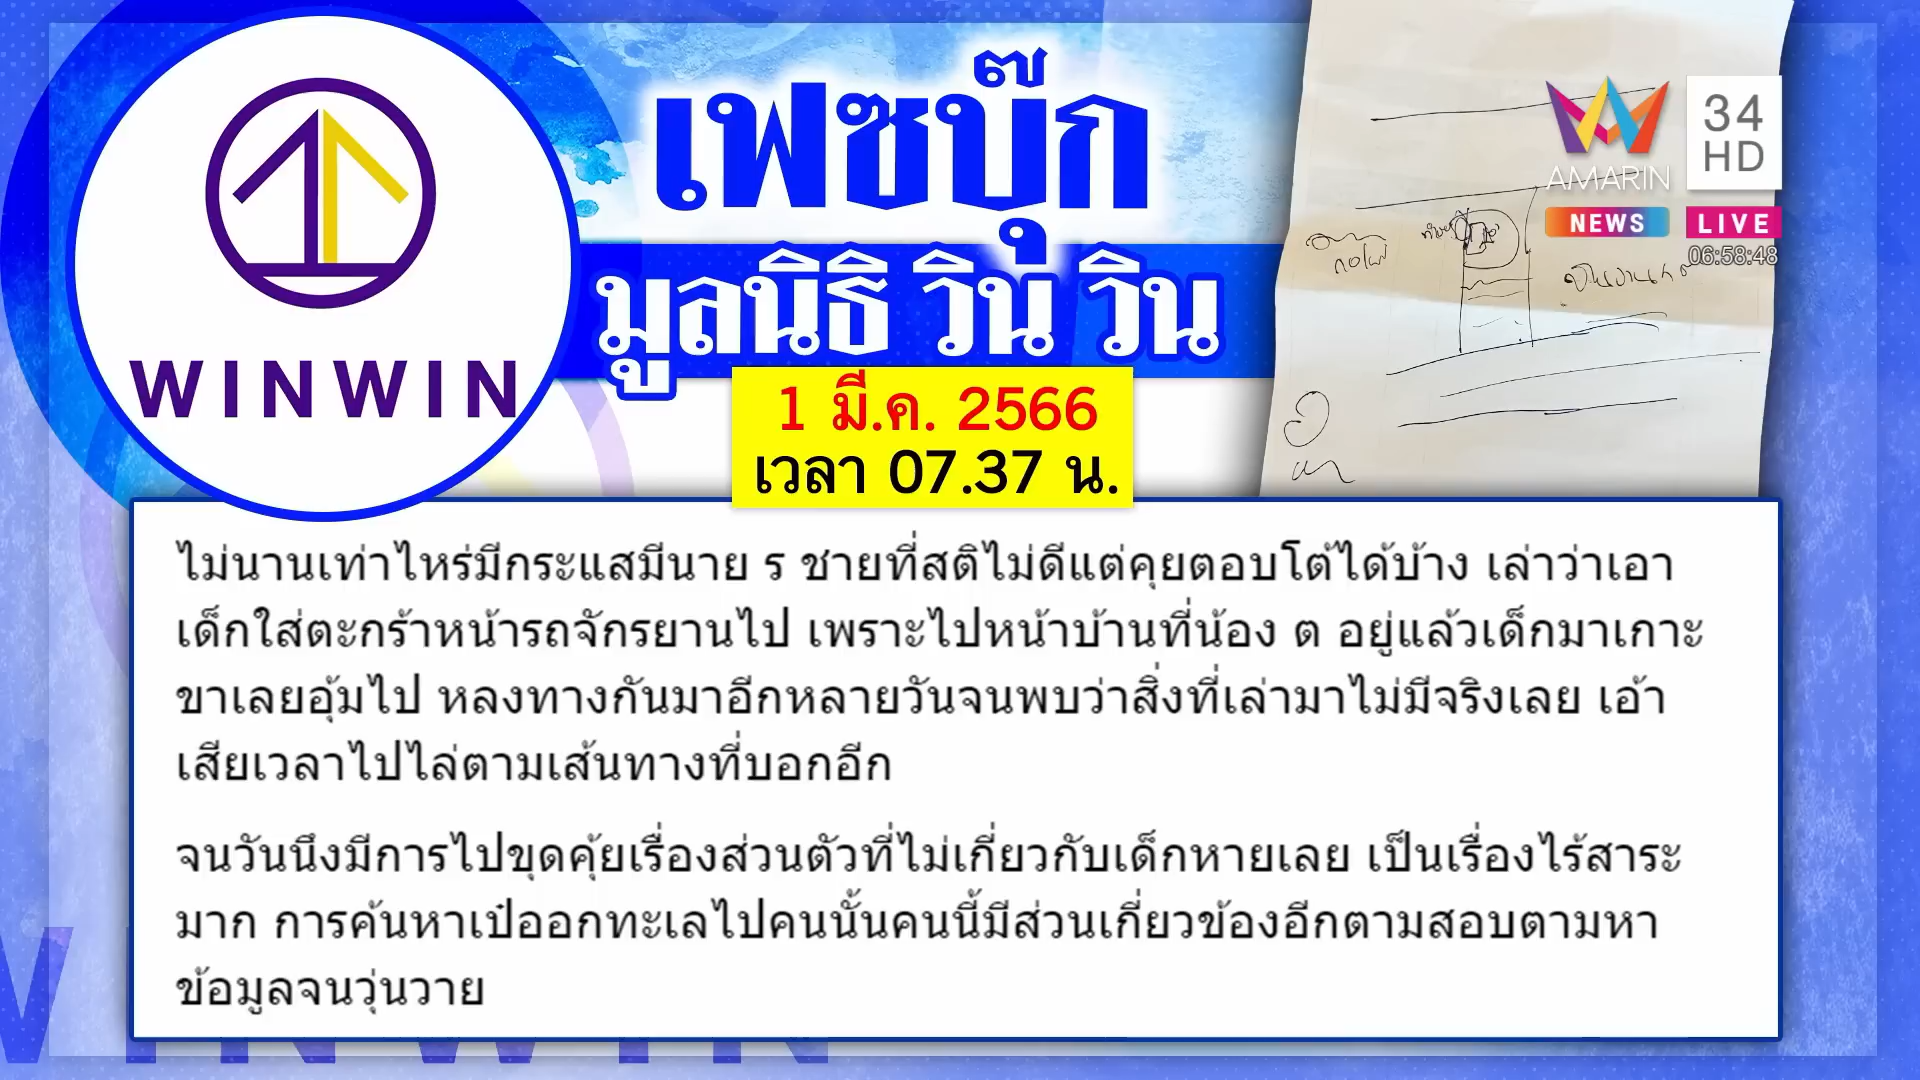 WINWIN
เฟซบุ๊ก
มูลนิธิ วิน วิน
1 มี.ค. 2566
เวลา 07.37 น.
AMARIN
34
HD
NEWS
LIVE
06:58:48
กอไผ่
ไม่นานเท่าไหร่มีกระแสมีนาย ร ชายที่สติไม่ดีแต่คุยตอบโต้ได้บ้าง เล่าว่าเอา
เด็กใส่ตะกร้าหน้ารถจักรยานไป เพราะไปหน้าบ้านที่น้อง ต อยู่แล้วเด็กมาเกาะ
ขาเลยอุ้มไป หลงทางกันมาอีกหลายวันจนพบว่าสิ่งที่เล่ามาไม่มีจริงเลย เอ้า
เสียเวลาไปไล่ตามเส้นทางที่บอกอีก
จนวันนึงมีการไปขุดคุ้ยเรื่องส่วนตัวที่ไม่เกี่ยวกับเด็กหายเลย เป็นเรื่องไร้สาระ
มาก การค้นหาเป๋ออกทะเลไปคนนั้นคนนี้มีส่วนเกี่ยวข้องอีกตามสอบตามหา
ข้อมูลจนวุ่นวาย
WINWIN